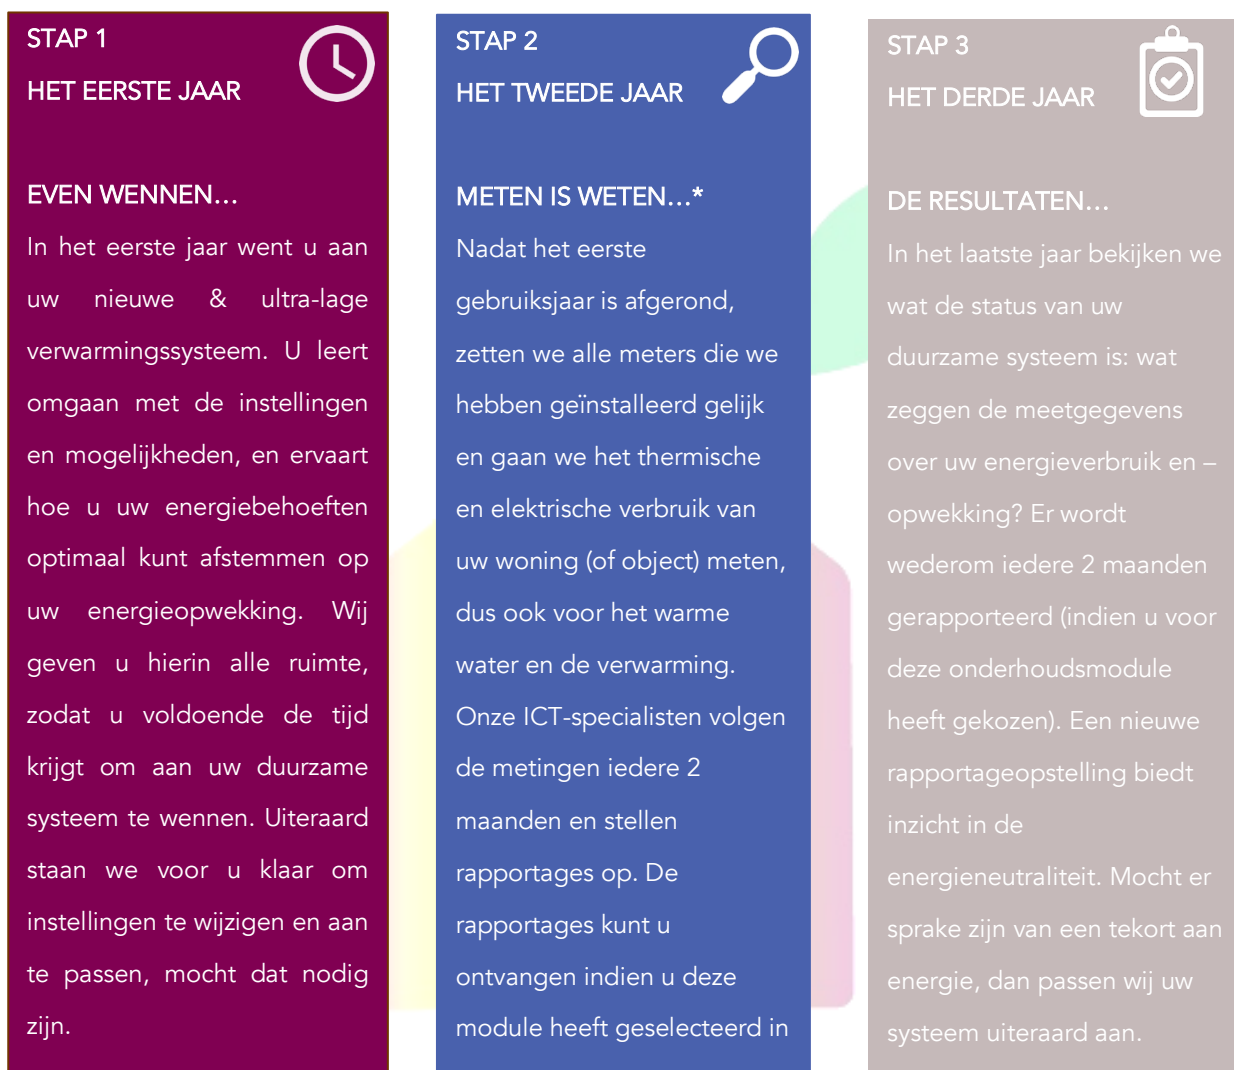 STAP 1
HET EERSTE JAAR
EVEN WENNEN...
In het eerste jaar went u aan
uw nieuwe & ultra-lage
verwarmingssysteem. U leert
omgaan met de instellingen
en mogelijkheden, en ervaart
hoe u uw energiebehoeften
optimaal kunt afstemmen op
uw energieopwekking. Wij
geven u hierin alle ruimte,
zodat u voldoende de tijd
krijgt om aan uw duurzame
systeem te wennen. Uiteraard
staan we voor u klaar om
instellingen te wijzigen en aan
te passen, mocht dat nodig
zijn.
STAP 2
HET TWEEDE JAAR
METEN IS WETEN...*
Nadat het eerste
gebruiksjaar is afgerond,
zetten we alle meters die we
hebben geïnstalleerd gelijk
en gaan we het thermische
en elektrische verbruik van
uw woning (of object) meten,
dus ook voor het warme
water en de verwarming.
Onze ICT-specialisten volgen
de metingen iedere 2
maanden en stellen
rapportages op. De
rapportages kunt u
ontvangen indien u deze
module heeft geselecteerd in
STAP 3
HET DERDE JAAR
DE RESULTATEN...
In het laatste jaar bekijken we
wat de status van uw
duurzame systeem is: wat
zeggen de meetgegevens
over uw energieverbruik en –
opwekking? Er wordt
wederom iedere 2 maanden
gerapporteerd (indien u voor
deze onderhoudsmodule
heeft gekozen). Een nieuwe
rapportageopstelling biedt
inzicht in de
energieneutraliteit. Mocht er
sprake zijn van een tekort aan
energie, dan passen wij uw
systeem uiteraard aan.